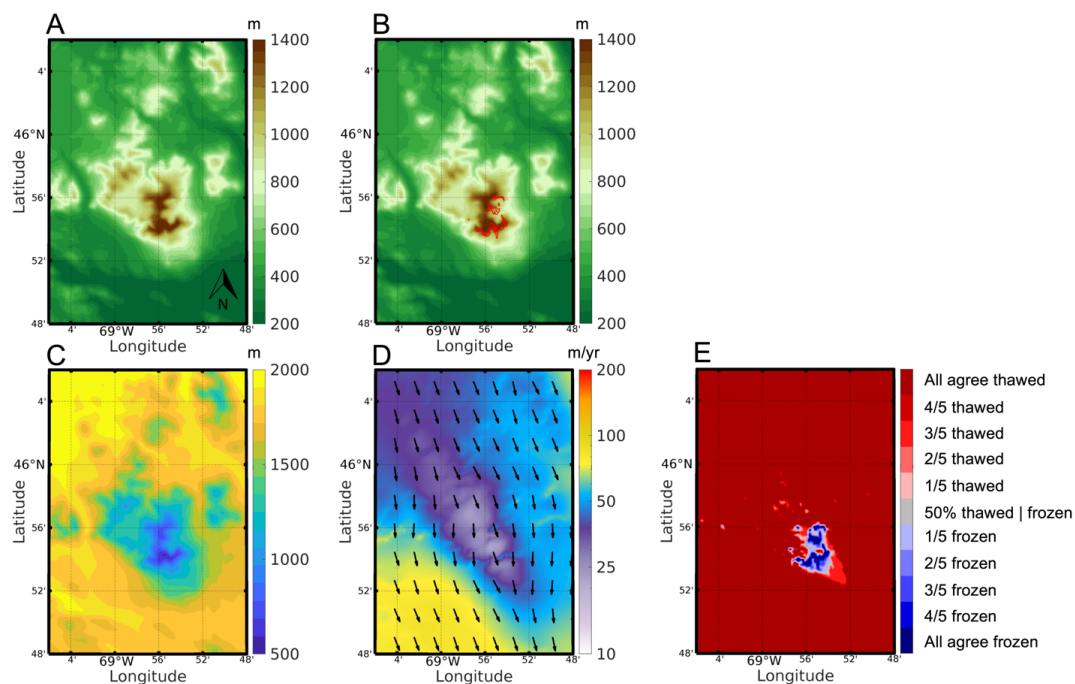 A
m
1400
1200
1000
800
600
400
200
4'
46°N
56'
52'
48'
Latitude
N
4'
69°W
56'
52'
48'
Longitude
B
m
1400
1200
1000
800
600
400
200
4'
46°N
56'
52'
48'
Latitude
4'
69°W
56'
52'
48'
Longitude
C
m
2000
1500
1000
500
4'
46°N
56'
52'
48'
Latitude
4'
69°W
56'
52'
48'
Longitude
D
m/yr
200
100
50
25
10
4'
46°N
56'
52'
48'
Latitude
4'
69°W
56'
52'
48'
Longitude
E
4'
46°N
56'
52'
48'
Latitude
4'
69°W
56'
52'
48'
Longitude
All agree thawed
4/5 thawed
3/5 thawed
2/5 thawed
1/5 thawed
50% thawed | frozen
1/5 frozen
2/5 frozen
3/5 frozen
4/5 frozen
All agree frozen